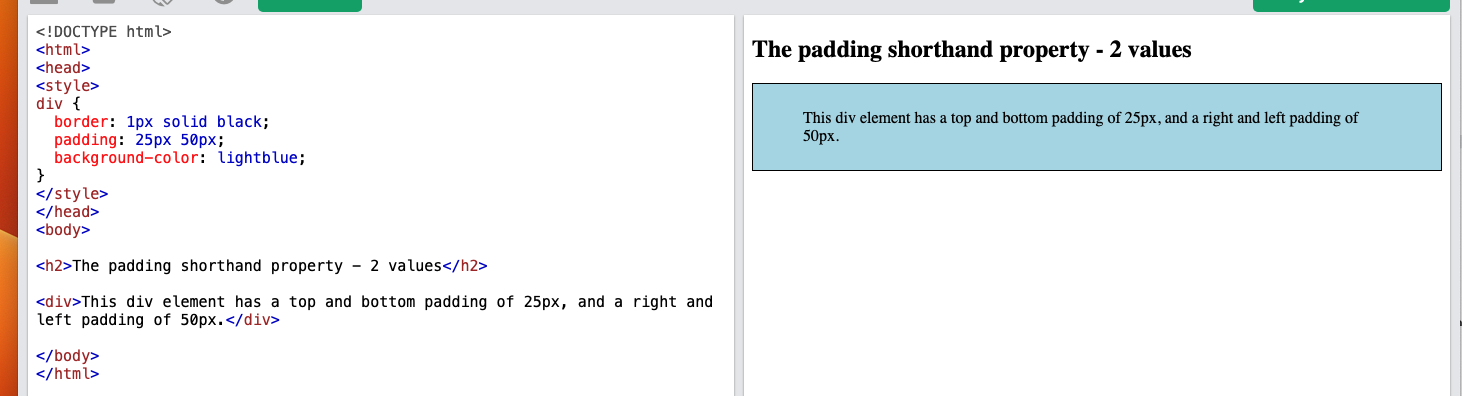 <!DOCTYPE html>
<html>
<head>
<style>
div {
  border: 1px solid black;
  padding: 25px 50px;
  background-color: lightblue;
}
</style>
</head>
<body>

<h2>The padding shorthand property - 2 values</h2>

<div>This div element has a top and bottom padding of 25px, and a right and
left padding of 50px.</div>

</body>
</html>

The padding shorthand property - 2 values
This div element has a top and bottom padding of 25px, and a right and left padding of
50px.